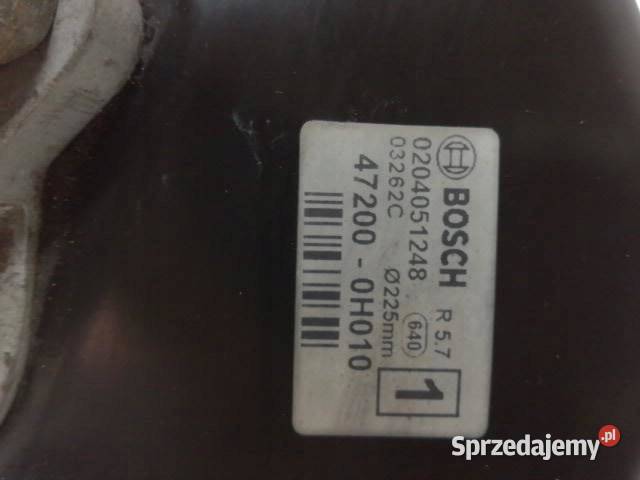 BOSCH R 5.7
0204051248 640 1
03262C Ø225mm
47200 - 0H010
Sprzedajemy.pl